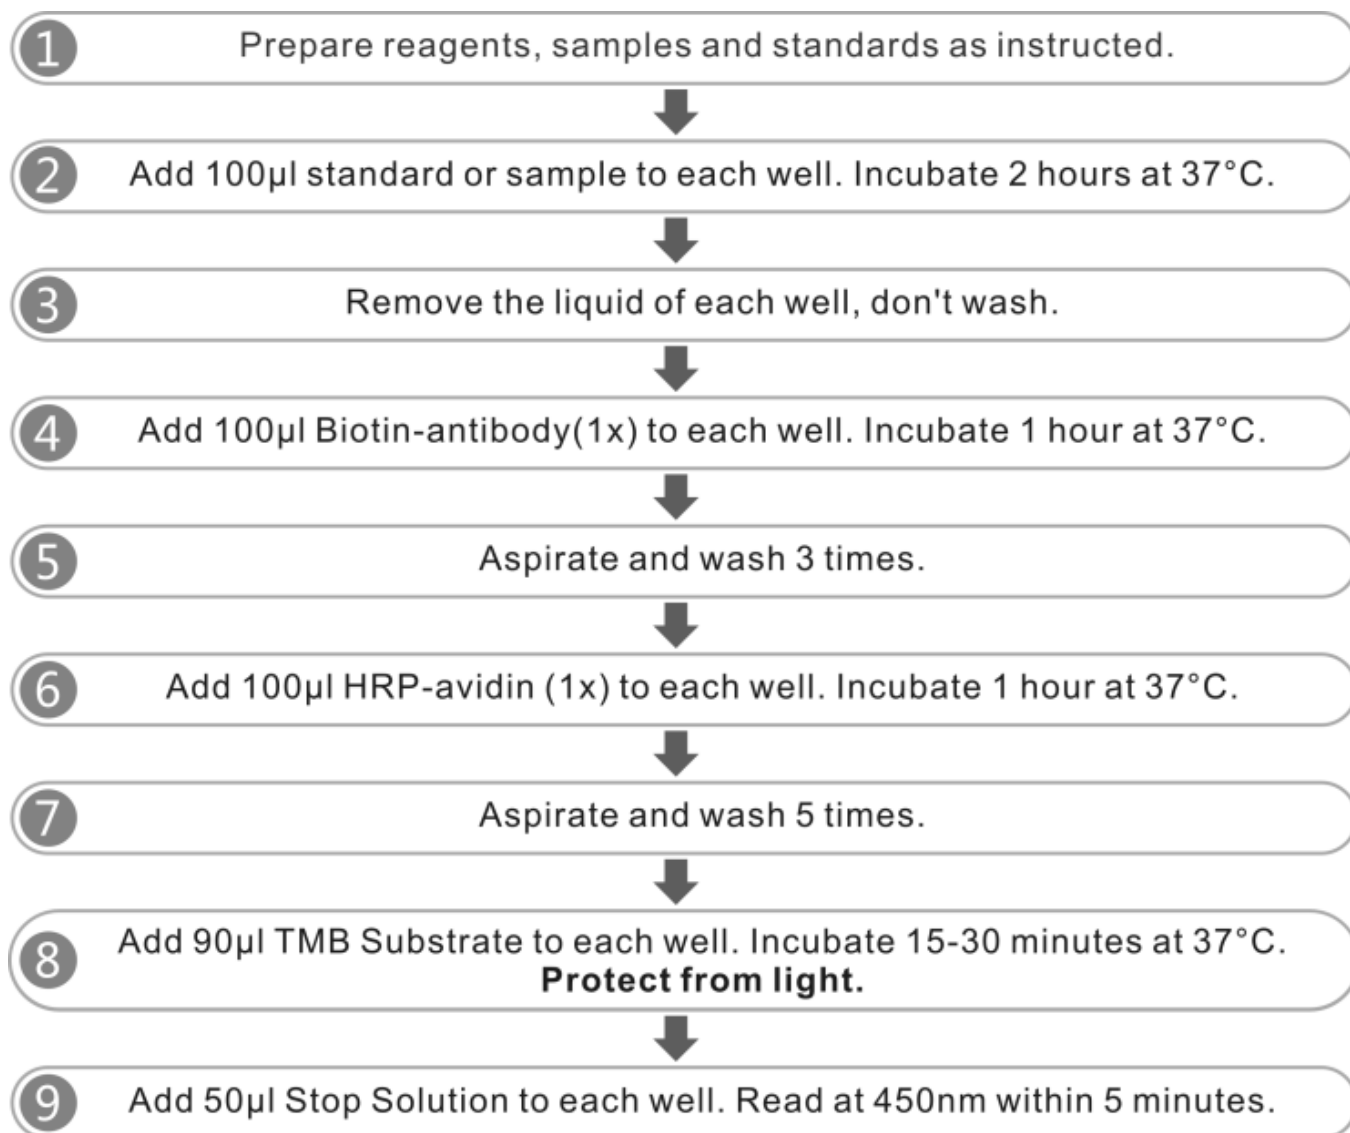 1 Prepare reagents, samples and standards as instructed.
2 Add 100µl standard or sample to each well. Incubate 2 hours at 37°C.
3 Remove the liquid of each well, don't wash.
4 Add 100µl Biotin-antibody(1x) to each well. Incubate 1 hour at 37°C.
5 Aspirate and wash 3 times.
6 Add 100µl HRP-avidin (1x) to each well. Incubate 1 hour at 37°C.
7 Aspirate and wash 5 times.
8 Add 90µl TMB Substrate to each well. Incubate 15-30 minutes at 37°C.
Protect from light.
9 Add 50µl Stop Solution to each well. Read at 450nm within 5 minutes.